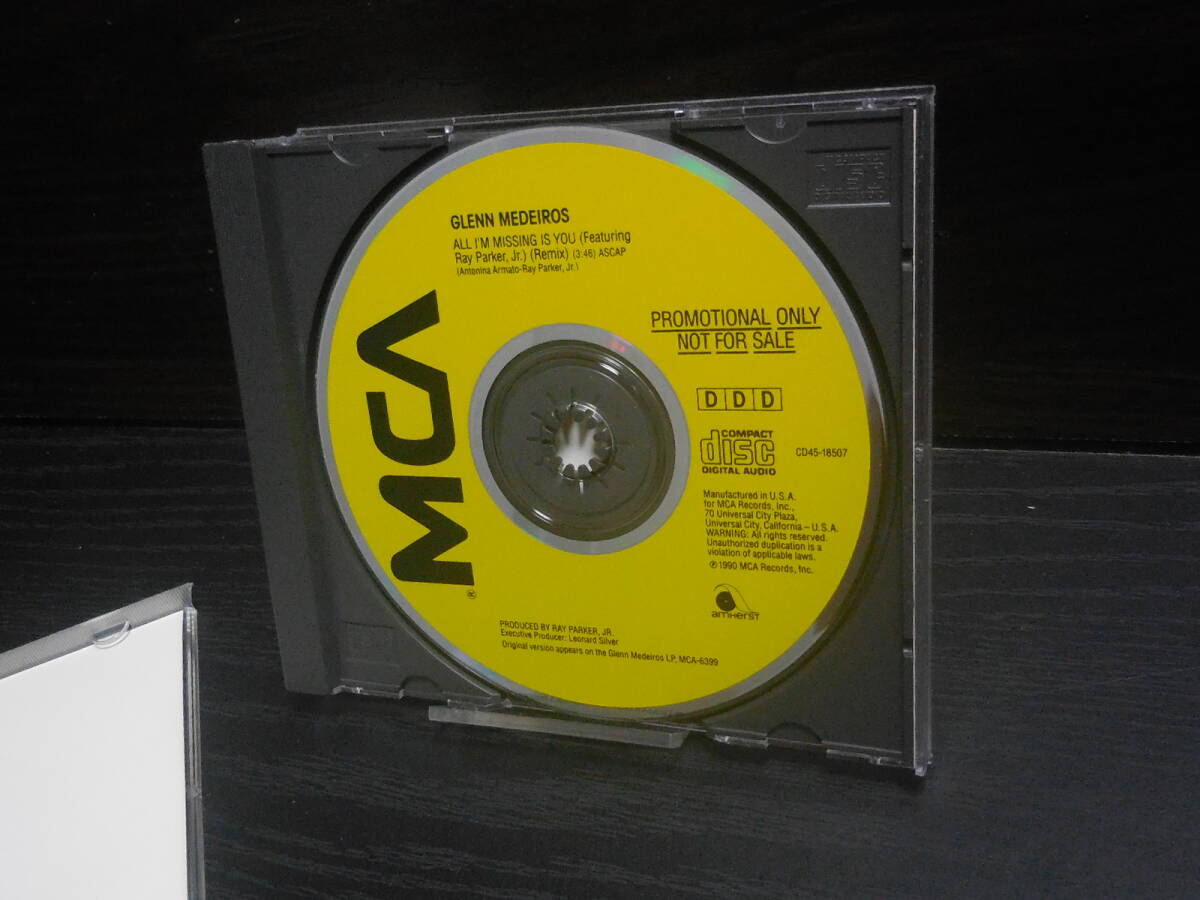 GLENN MEDEIROS
ALL I'M MISSING IS YOU (Featuring
Ray Parker, Jr.) (Remix) (3:46) ASCAP
(Antonina Armato-Ray Parker, Jr.)
MCA
PROMOTIONAL ONLY
NOT FOR SALE
D D D
COMPACT
disc
DIGITAL AUDIO
CD45-18507
Manufactured in U.S.A.
for MCA Records, Inc.,
70 Universal City Plaza,
Universal City, California – U.S.A.
WARNING: All rights reserved.
Unauthorized duplication is a
violation of applicable laws.
℗ 1990 MCA Records, Inc.
amherst
PRODUCED BY RAY PARKER, JR.
Executive Producer: Leonard Silver
Original version appears on the Glenn Medeiros LP, MCA-6399